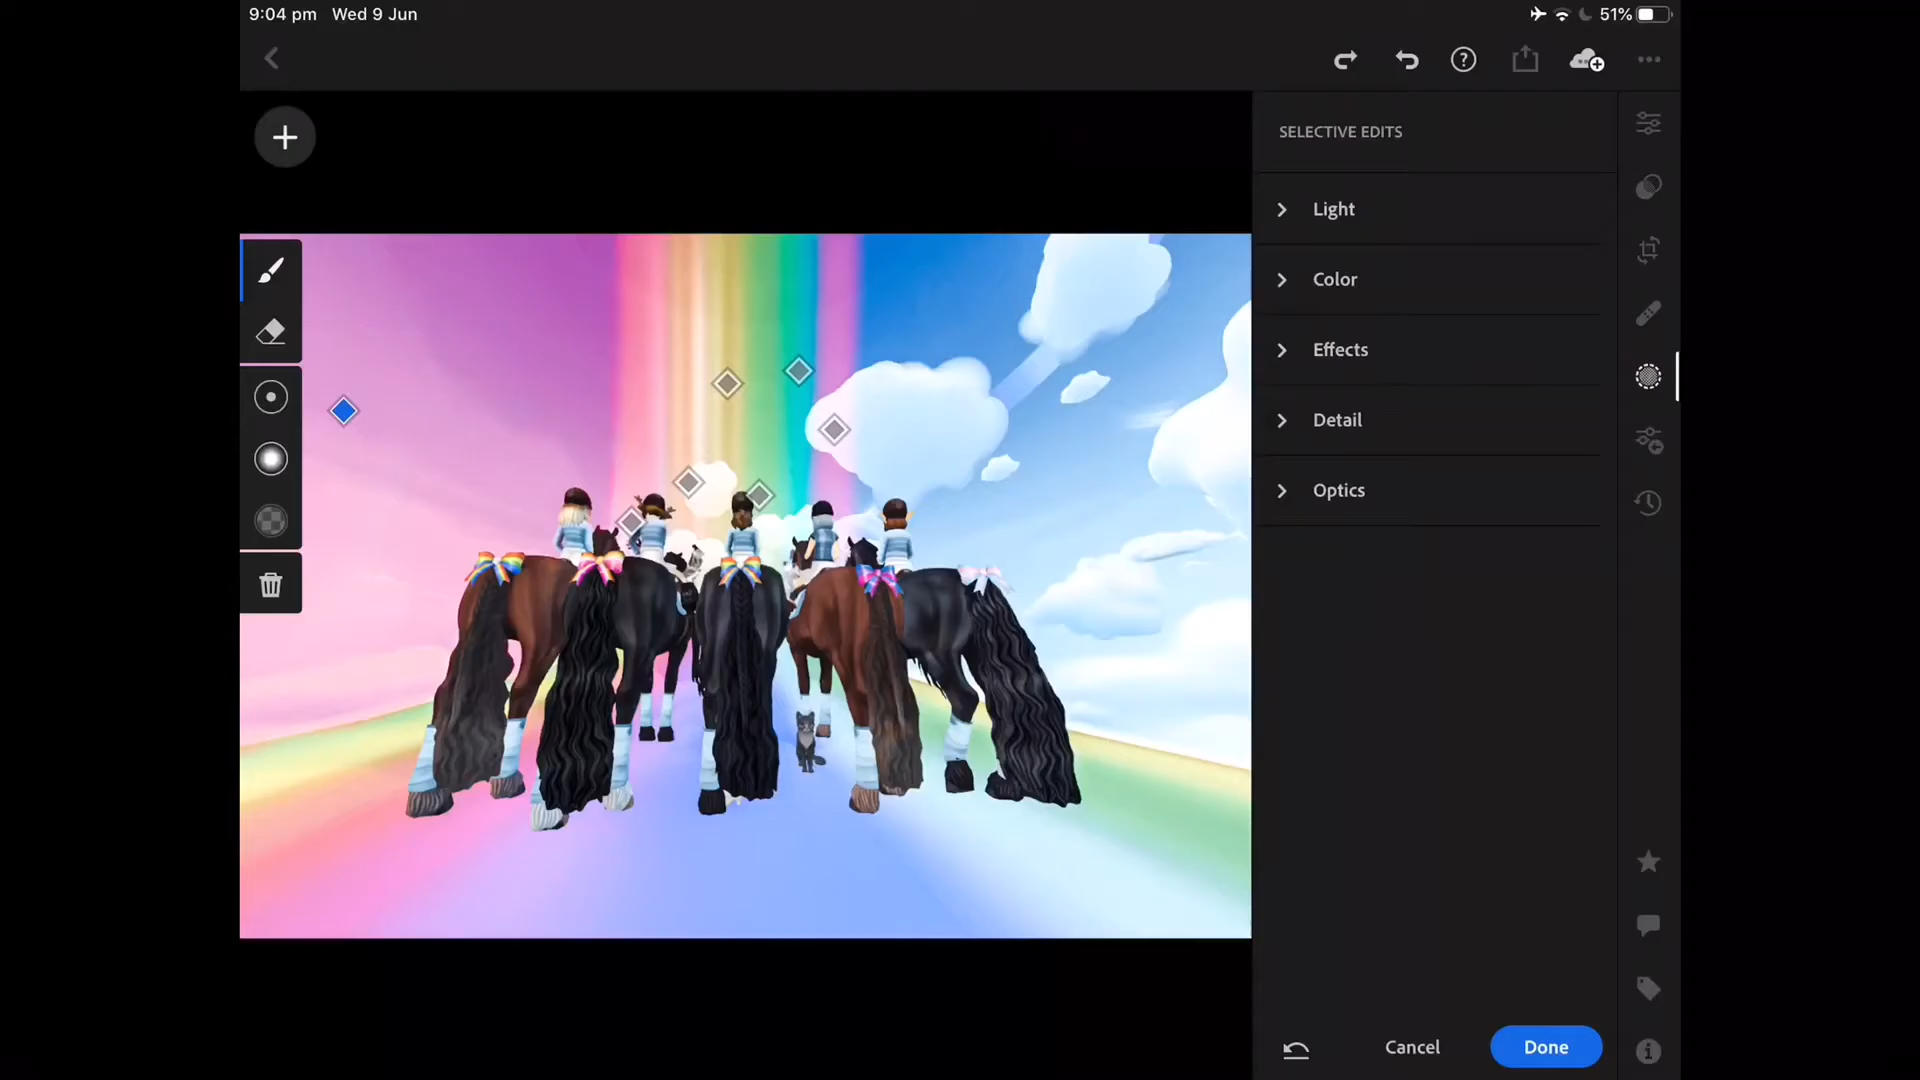 9:04 pm Wed 9 Jun
51%
SELECTIVE EDITS
Light
Color
Effects
Detail
Optics
Cancel
Done